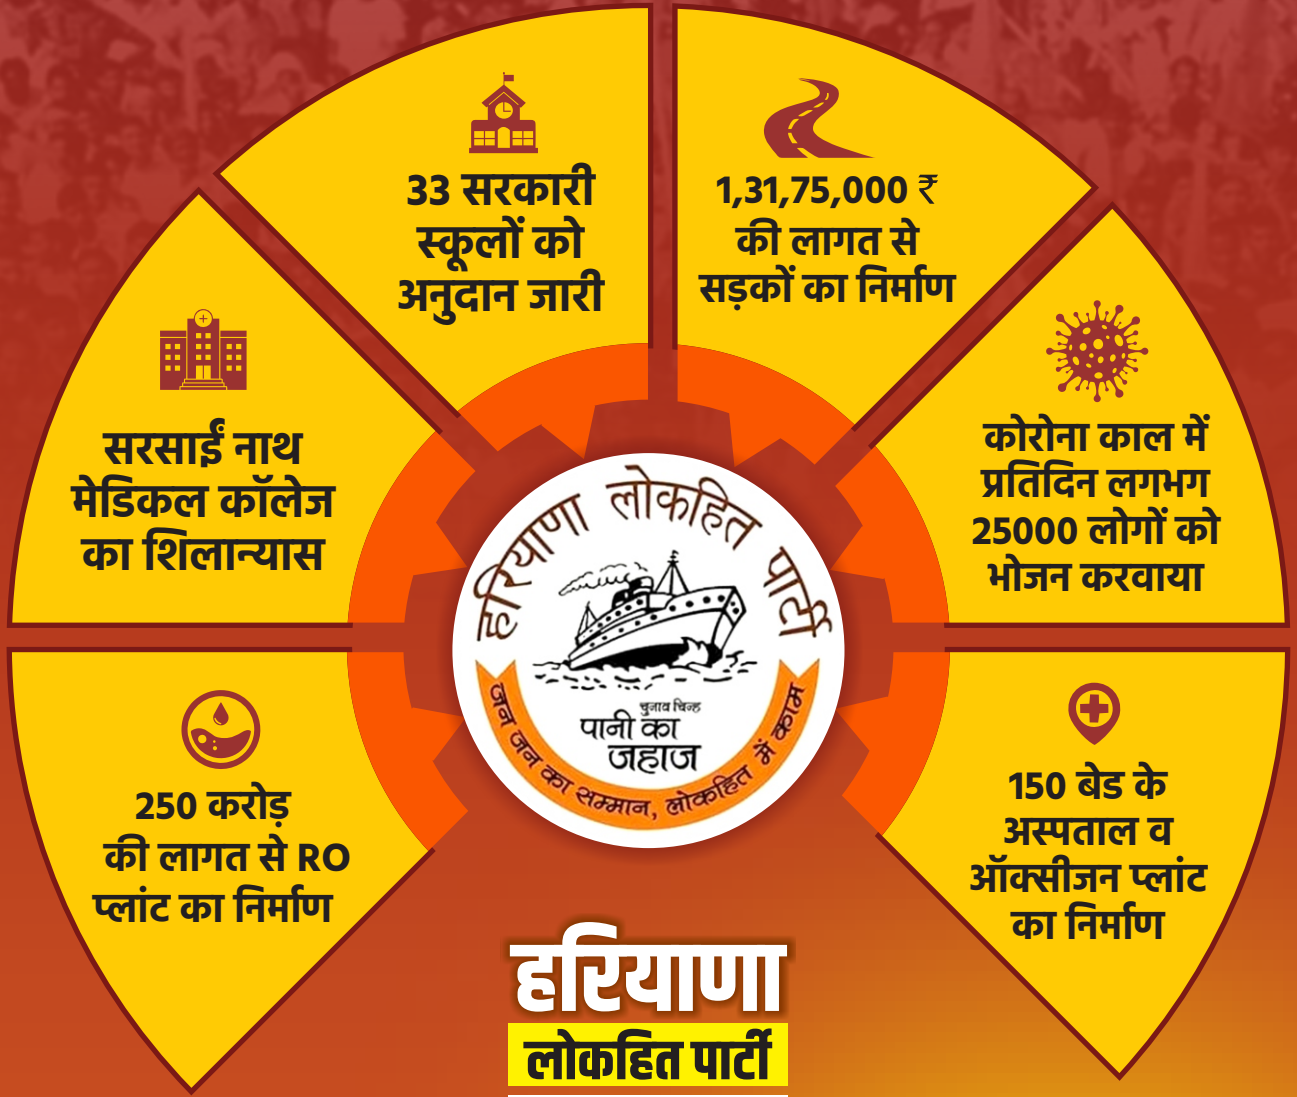 33 सरकारी
स्कूलों को
अनुदान जारी
1,31,75,000 ₹
की लागत से
सड़कों का निर्माण
सरसाईं नाथ
मेडिकल कॉलेज
का शिलान्यास
कोरोना काल में
प्रतिदिन लगभग
25000 लोगों को
भोजन करवाया
हरियाणा लोकहित पार्टी
चुनाव चिन्ह
पानी का
जहाज
जन जन का सम्मान, लोकहित में काम
250 करोड़
की लागत से RO
प्लांट का निर्माण
150 बेड के
अस्पताल व
ऑक्सीजन प्लांट
का निर्माण
हरियाणा
लोकहित पार्टी